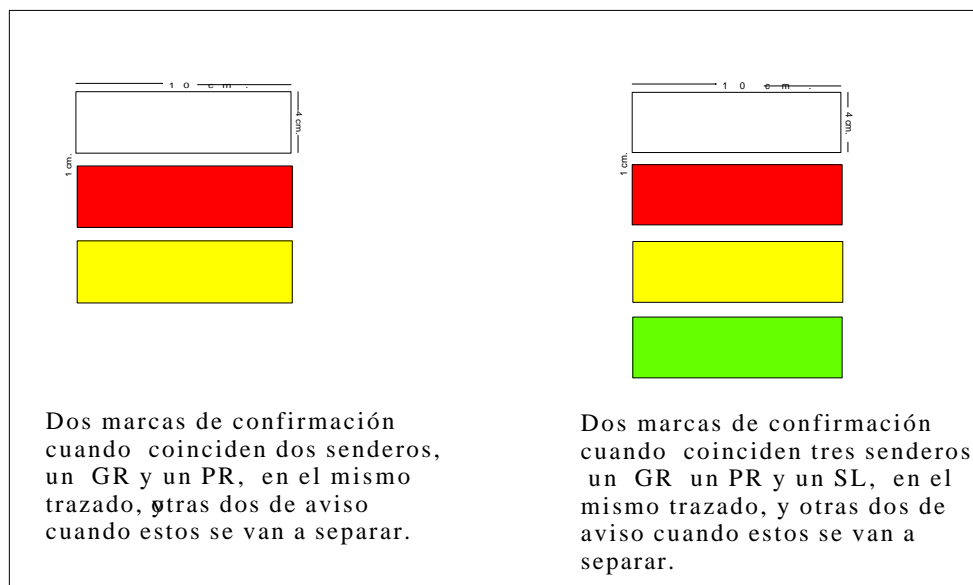 10 cm.
4 cm.
1 cm.
Dos marcas de confirmación
cuando coinciden dos senderos,
un GR y un PR, en el mismo
trazado, y otras dos de aviso
cuando estos se van a separar.
10 cm.
4 cm.
1 cm.
Dos marcas de confirmación
cuando coinciden tres senderos
un GR un PR y un SL, en el
mismo trazado, y otras dos de
aviso cuando estos se van a
separar.